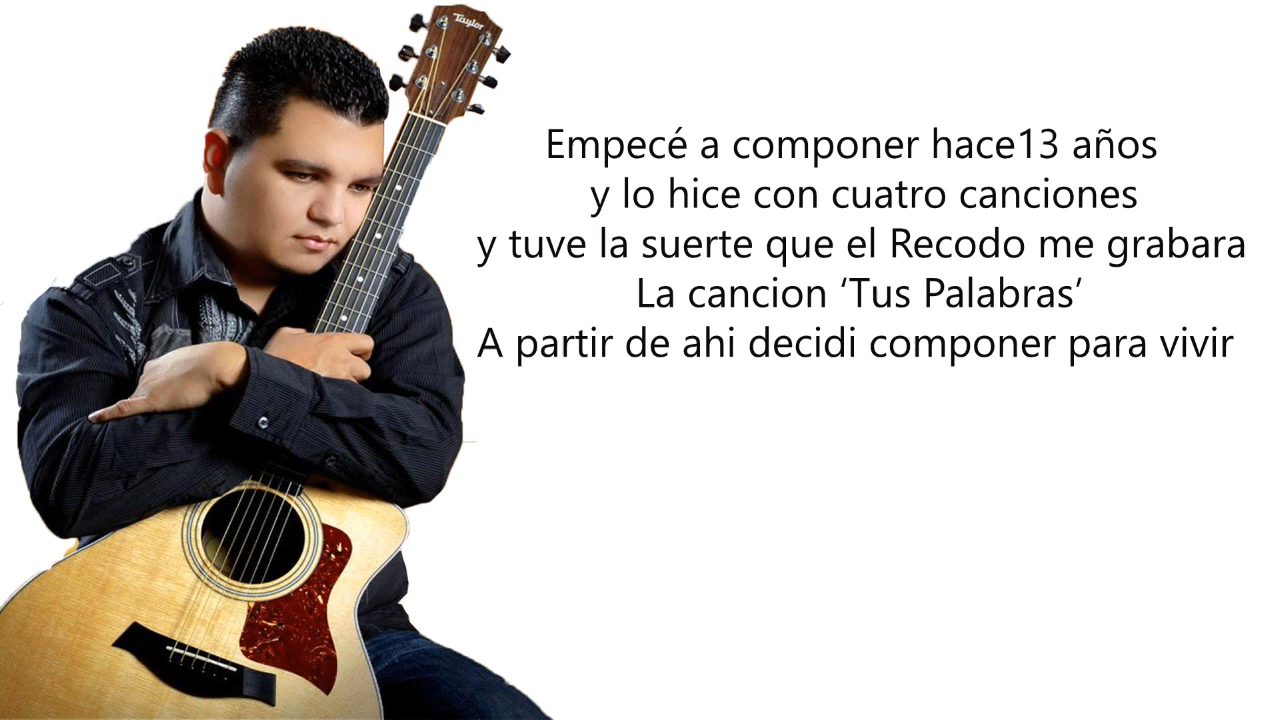 Taylor
Empecé a componer hace13 años
y lo hice con cuatro canciones
y tuve la suerte que el Recodo me grabara
La cancion ‘Tus Palabras’
A partir de ahi decidi componer para vivir